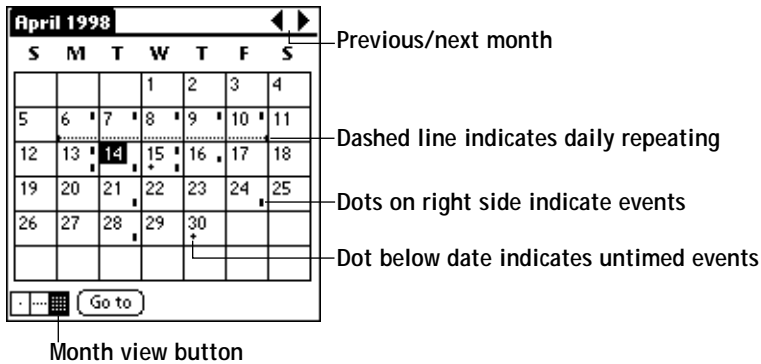 April 1998
Previous/next month
S M T W T F S
1 2 3 4
5 6 7 8 9 10 11
Dashed line indicates daily repeating
12 13 14 15 16 17 18
19 20 21 22 23 24 25
Dots on right side indicate events
26 27 28 29 30
Dot below date indicates untimed events
Go to
Month view button